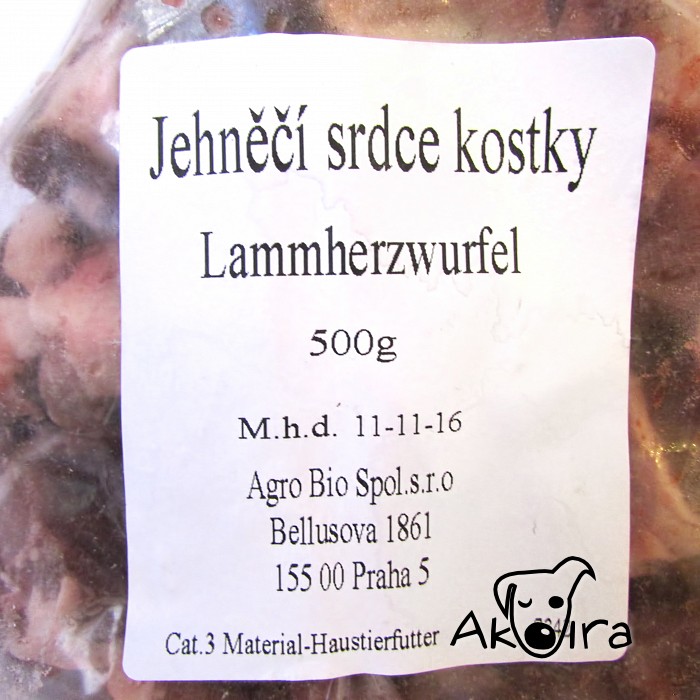 Jehněčí srdce kostky
Lammherzwurfel
500g
M.h.d. 11-11-16
Agro Bio Spol.s.r.o
Bellusova 1861
155 00 Praha 5
Cat.3 Material-Haustierfutter
Akoira